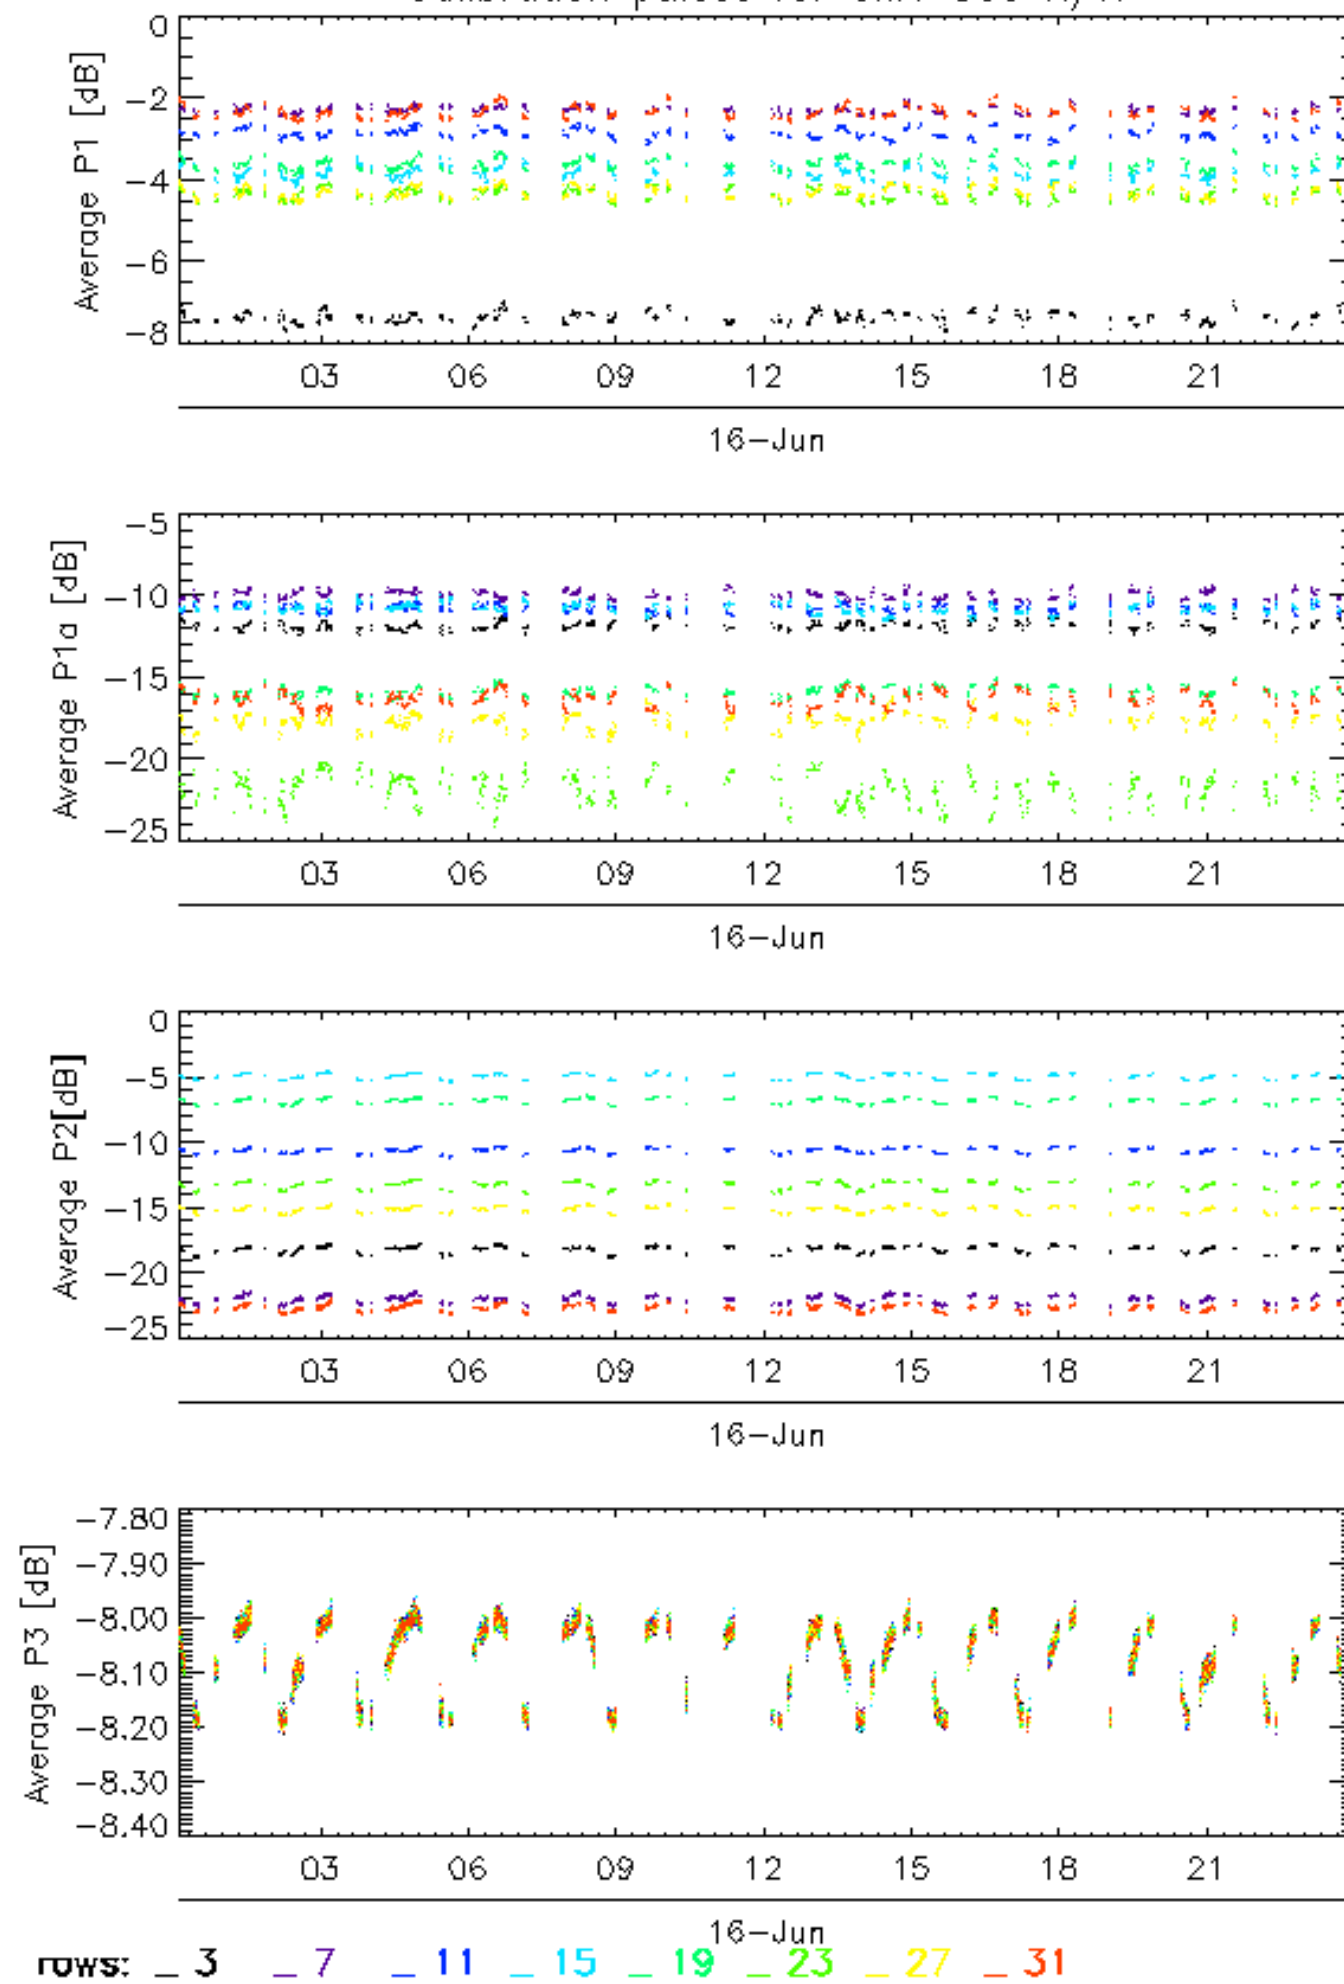 0
−2
−4
−6
−8
Average P1 [dB]
03 06 09 12 15 18 21
16−Jun
−5
−10
−15
−20
−25
Average P1a [dB]
03 06 09 12 15 18 21
16−Jun
0
−5
−10
−15
−20
−25
Average P2[dB]
03 06 09 12 15 18 21
16−Jun
−7.80
−7.90
−8.00
−8.10
−8.20
−8.30
−8.40
Average P3 [dB]
03 06 09 12 15 18 21
16−Jun
rows: _ 3 _ 7 _ 11 _ 15 _ 19 _ 23 _ 27 _ 31